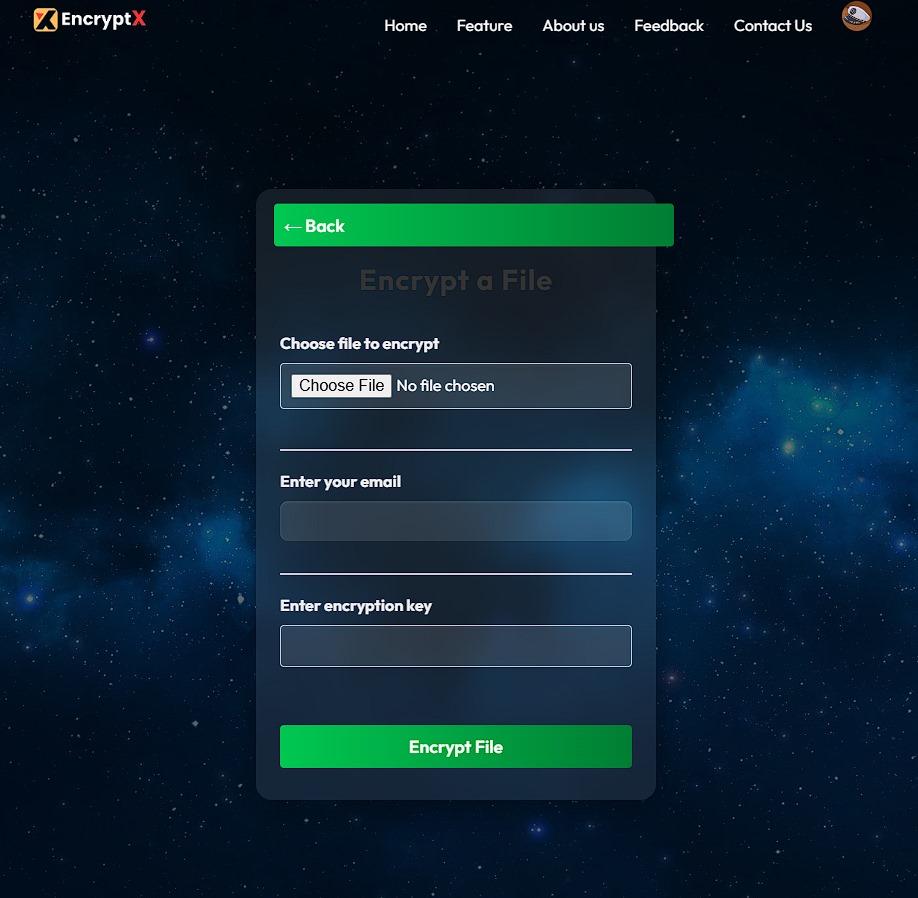 EncryptX
Home Feature About us Feedback Contact Us
←Back
Encrypt a File
Choose file to encrypt
Choose File No file chosen
Enter your email
Enter encryption key
Encrypt File